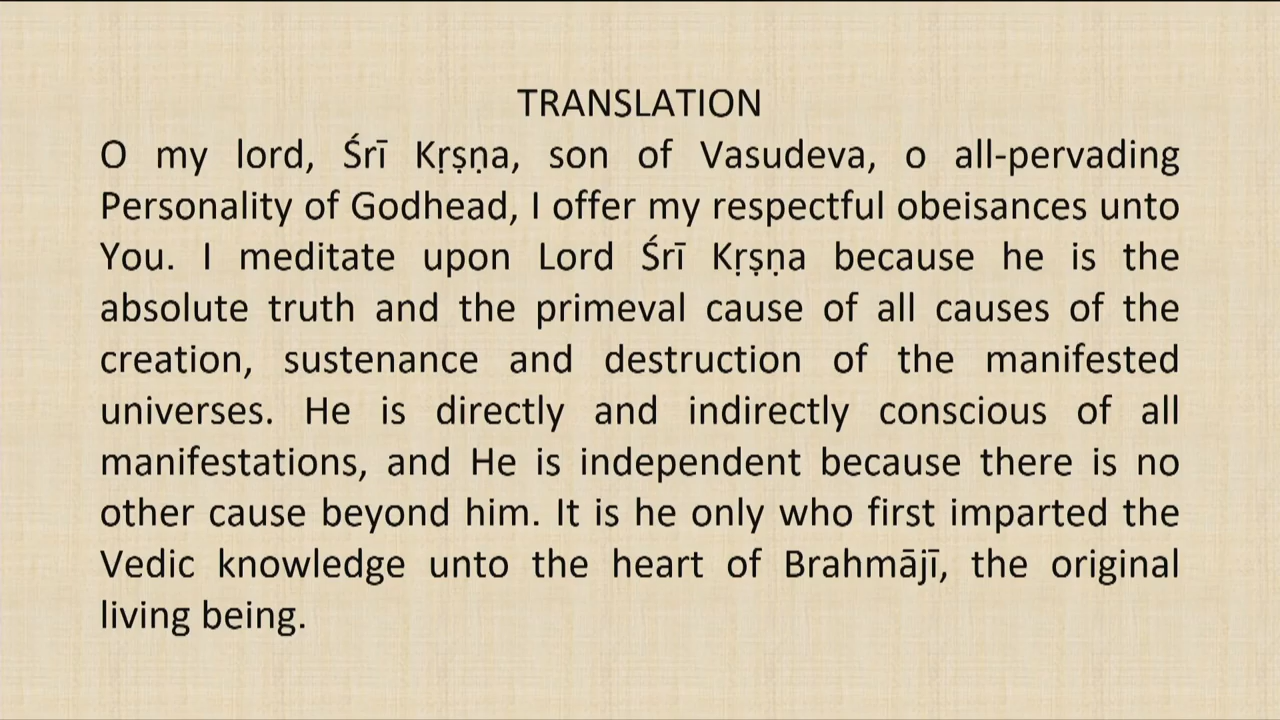 TRANSLATION
O my lord, Śrī Kṛṣṇa, son of Vasudeva, o all-pervading
Personality of Godhead, I offer my respectful obeisances unto
You. I meditate upon Lord Śrī Kṛṣṇa because he is the
absolute truth and the primeval cause of all causes of the
creation, sustenance and destruction of the manifested
universes. He is directly and indirectly conscious of all
manifestations, and He is independent because there is no
other cause beyond him. It is he only who first imparted the
Vedic knowledge unto the heart of Brahmājī, the original
living being.